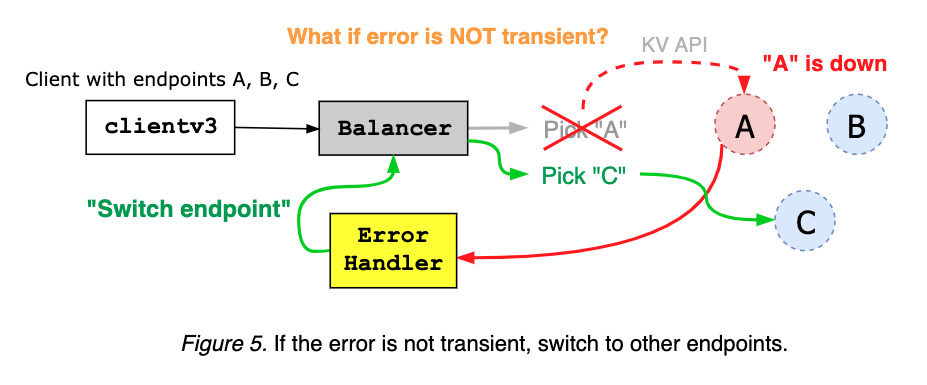 What if error is NOT transient?
KV API
"A" is down
Client with endpoints A, B, C
clientv3
Balancer
Pick "A"
A
B
Pick "C"
"Switch endpoint"
C
Error
Handler
Figure 5. If the error is not transient, switch to other endpoints.